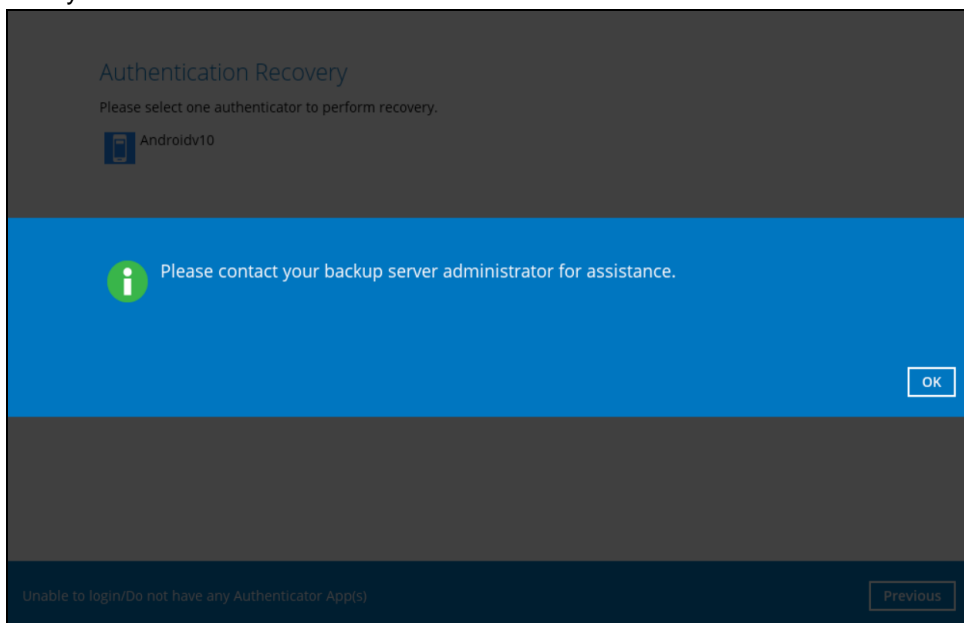 Authentication Recovery
Please select one authenticator to perform recovery.
Androidv10
Please contact your backup server administrator for assistance.
OK
Unable to login/Do not have any Authenticator App(s)
Previous